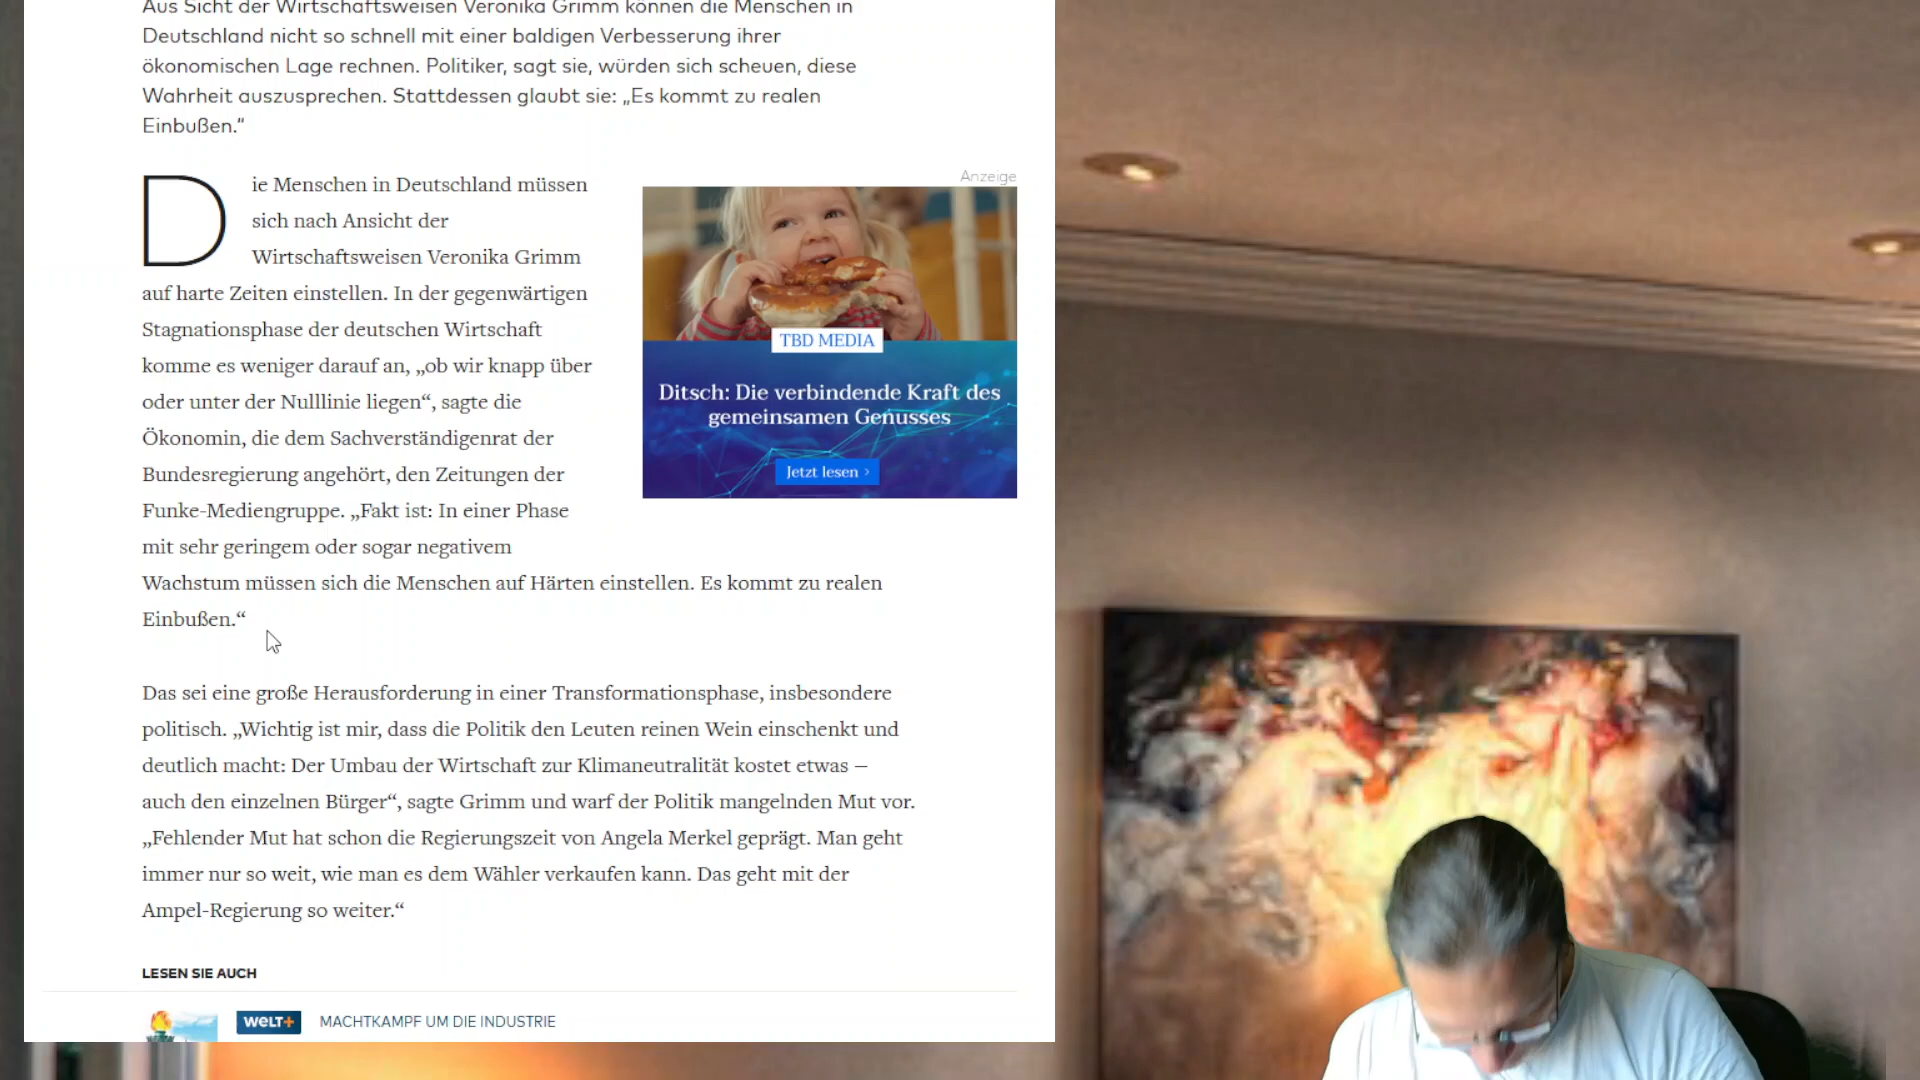 Aus Sicht der Wirtschaftsweisen Veronika Grimm können die Menschen in
Deutschland nicht so schnell mit einer baldigen Verbesserung ihrer
ökonomischen Lage rechnen. Politiker, sagt sie, würden sich scheuen, diese
Wahrheit auszusprechen. Stattdessen glaubt sie: „Es kommt zu realen
Einbußen.“
Die Menschen in Deutschland müssen
sich nach Ansicht der
Wirtschaftsweisen Veronika Grimm
auf harte Zeiten einstellen. In der gegenwärtigen
Stagnationsphase der deutschen Wirtschaft
komme es weniger darauf an, „ob wir knapp über
oder unter der Nulllinie liegen“, sagte die
Ökonomin, die dem Sachverständigenrat der
Bundesregierung angehört, den Zeitungen der
Funke-Mediengruppe. „Fakt ist: In einer Phase
mit sehr geringem oder sogar negativem
Wachstum müssen sich die Menschen auf Härten einstellen. Es kommt zu realen
Einbußen.“
Anzeige
TBD MEDIA
Ditsch: Die verbindende Kraft des
gemeinsamen Genusses
Jetzt lesen ›
Das sei eine große Herausforderung in einer Transformationsphase, insbesondere
politisch. „Wichtig ist mir, dass die Politik den Leuten reinen Wein einschenkt und
deutlich macht: Der Umbau der Wirtschaft zur Klimaneutralität kostet etwas –
auch den einzelnen Bürger“, sagte Grimm und warf der Politik mangelnden Mut vor.
„Fehlender Mut hat schon die Regierungszeit von Angela Merkel geprägt. Man geht
immer nur so weit, wie man es dem Wähler verkaufen kann. Das geht mit der
Ampel-Regierung so weiter.“
LESEN SIE AUCH
WELT+ MACHTKAMPF UM DIE INDUSTRIE